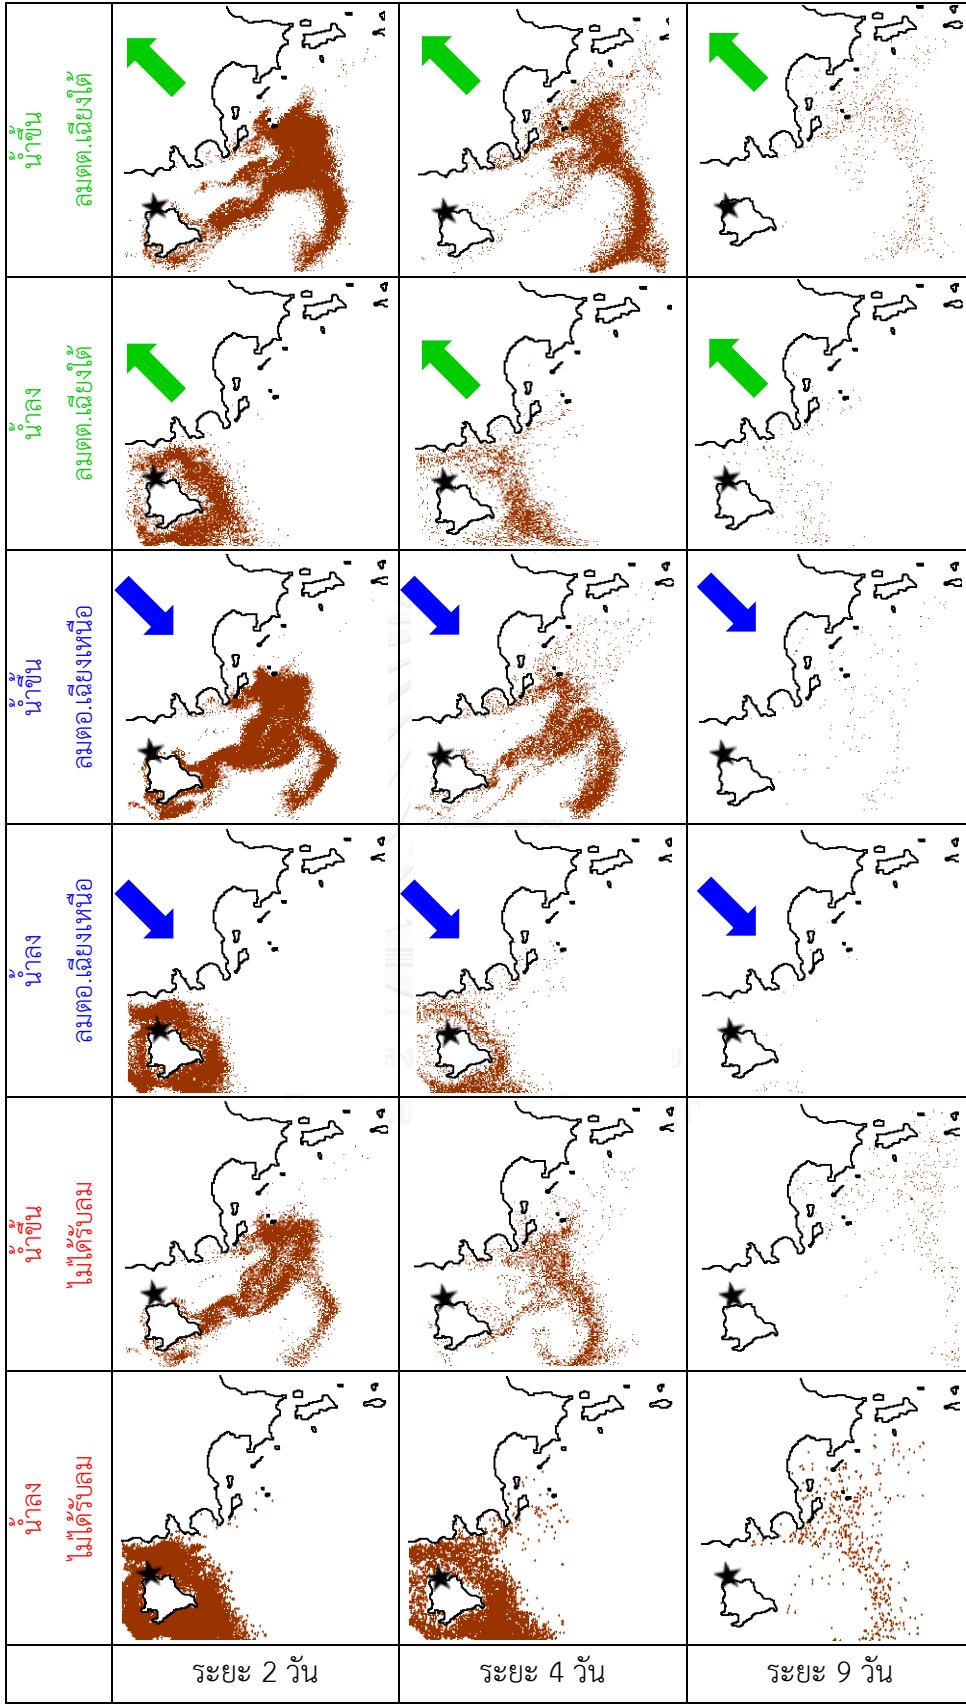 น้ำขึ้น
ลมตต.เฉียงใต้
น้ำลง
ลมตต.เฉียงใต้
น้ำขึ้น
ลมตอ.เฉียงเหนือ
น้ำลง
ลมตอ.เฉียงเหนือ
น้ำขึ้น
ไม่ได้รับลม
น้ำลง
ไม่ได้รับลม
ระยะ 2 วัน
ระยะ 4 วัน
ระยะ 9 วัน